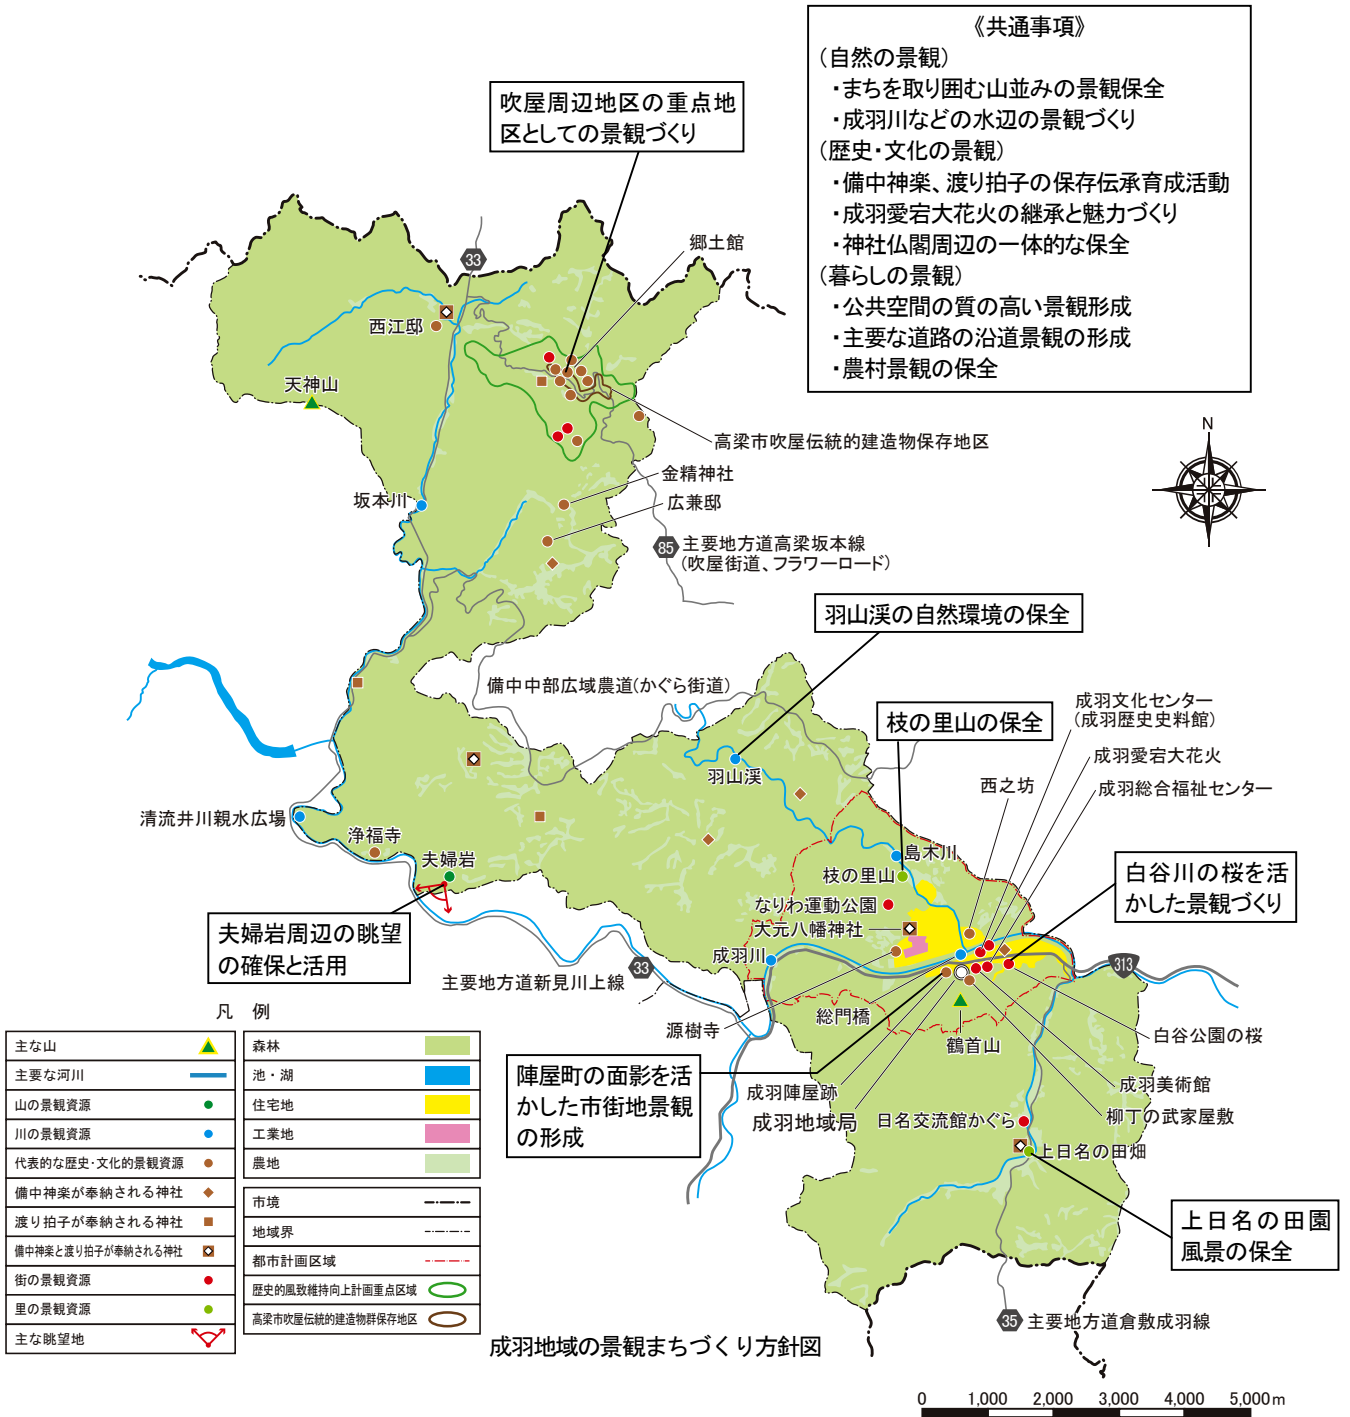 《共通事項》
(自然の景観)
・まちを取り囲む山並みの景観保全
・成羽川などの水辺の景観づくり
(歴史・文化の景観)
・備中神楽、渡り拍子の保存伝承育成活動
・成羽愛宕大花火の継承と魅力づくり
・神社仏閣周辺の一体的な保全
(暮らしの景観)
・公共空間の質の高い景観形成
・主要な道路の沿道景観の形成
・農村景観の保全
吹屋周辺地区の重点地
区としての景観づくり
郷土館
33
西江邸
天神山
高梁市吹屋伝統的建造物保存地区
金精神社
坂本川
広兼邸
85
主要地方道高梁坂本線
(吹屋街道、フラワーロード)
N
羽山渓の自然環境の保全
備中中部広域農道(かぐら街道)
枝の里山の保全
成羽文化センター
(成羽歴史史料館)
成羽愛宕大花火
羽山渓
西之坊
成羽総合福祉センター
清流井川親水広場
浄福寺
夫婦岩
島木川
枝の里山
白谷川の桜を活
かした景観づくり
なりわ運動公園
大元八幡神社
夫婦岩周辺の眺望
の確保と活用
成羽川
313
主要地方道新見川上線
33
源樹寺
総門橋
鶴首山
白谷公園の桜
陣屋町の面影を活
かした市街地景観
の形成
成羽陣屋跡
成羽地域局
成羽美術館
柳丁の武家屋敷
日名交流館かぐら
上日名の田畑
上日名の田園
風景の保全
35
主要地方道倉敷成羽線
凡 例
主な山
主要な河川
山の景観資源
川の景観資源
代表的な歴史・文化的景観資源
備中神楽が奉納される神社
渡り拍子が奉納される神社
備中神楽と渡り拍子が奉納される神社
街の景観資源
里の景観資源
主な眺望地
森林
池・湖
住宅地
工業地
農地
市境
地域界
都市計画区域
歴史的風致維持向上計画重点区域
高梁市吹屋伝統的建造物群保存地区
成羽地域の景観まちづくり方針図
0 1,000 2,000 3,000 4,000 5,000m